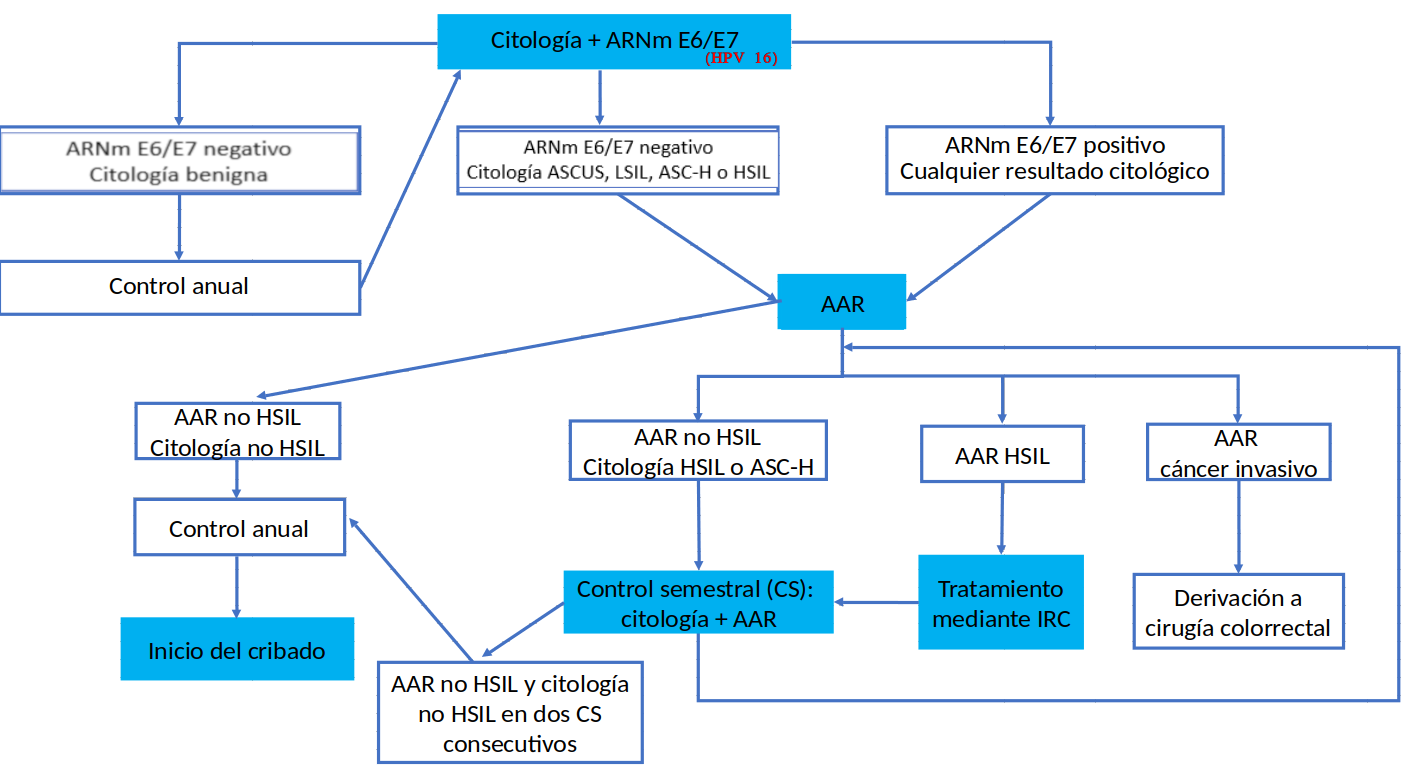 Citología + ARNm E6/E7
(HPV 16)
ARNm E6/E7 negativo
Citología benigna
ARNm E6/E7 negativo
Citología ASCUS, LSIL, ASC-H o HSIL
ARNm E6/E7 positivo
Cualquier resultado citológico
Control anual
AAR
AAR no HSIL
Citología no HSIL
AAR no HSIL
Citología HSIL o ASC-H
AAR HSIL
AAR
cáncer invasivo
Control anual
Control semestral (CS):
citología + AAR
Tratamiento
mediante IRC
Derivación a
cirugía colorrectal
Inicio del cribado
AAR no HSIL y citología
no HSIL en dos CS
consecutivos